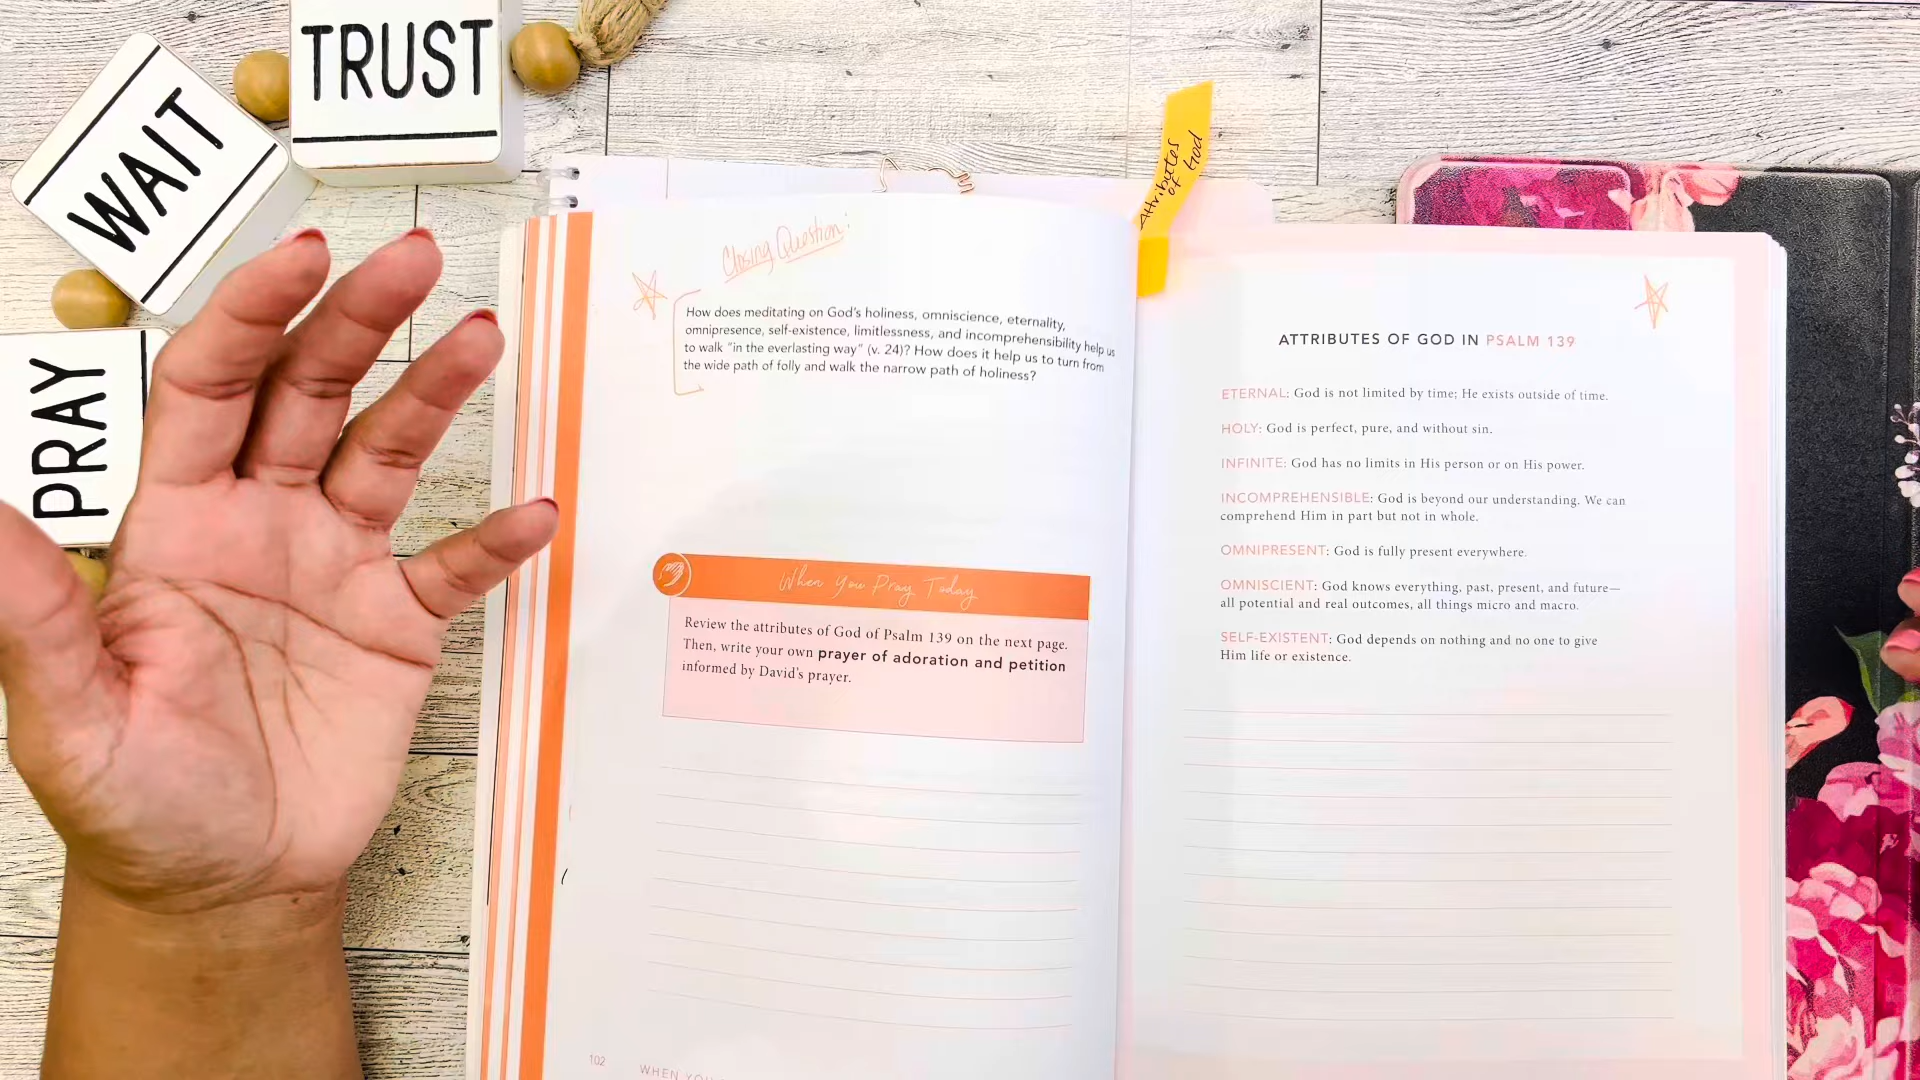 TRUST
WAIT
PRAY
Attributes
of God
Closing Question:
How does meditating on God's holiness, omniscience, eternality,
omnipresence, self-existence, limitlessness, and incomprehensibility help us
to walk "in the everlasting way" (v. 24)? How does it help us to turn from
the wide path of folly and walk the narrow path of holiness?
When You Pray Today
Review the attributes of God of Psalm 139 on the next page.
Then, write your own prayer of adoration and petition
informed by David's prayer.
102
WHEN YOU
ATTRIBUTES OF GOD IN PSALM 139
ETERNAL: God is not limited by time; He exists outside of time.
HOLY: God is perfect, pure, and without sin.
INFINITE: God has no limits in His person or on His power.
INCOMPREHENSIBLE: God is beyond our understanding. We can
comprehend Him in part but not in whole.
OMNIPRESENT: God is fully present everywhere.
OMNISCIENT: God knows everything, past, present, and future—
all potential and real outcomes, all things micro and macro.
SELF-EXISTENT: God depends on nothing and no one to give
Him life or existence.